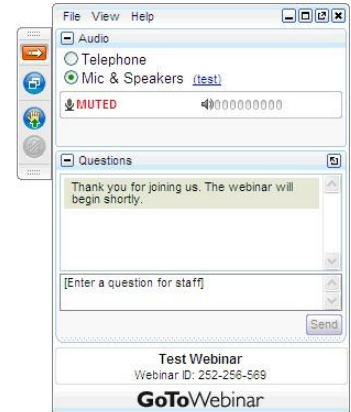 File View Help
Audio
Telephone
Mic & Speakers (test)
MUTED 000000000
Questions
Thank you for joining us. The webinar will
begin shortly.
[Enter a question for staff]
Send
Test Webinar
Webinar ID: 252-256-569
GoToWebinar